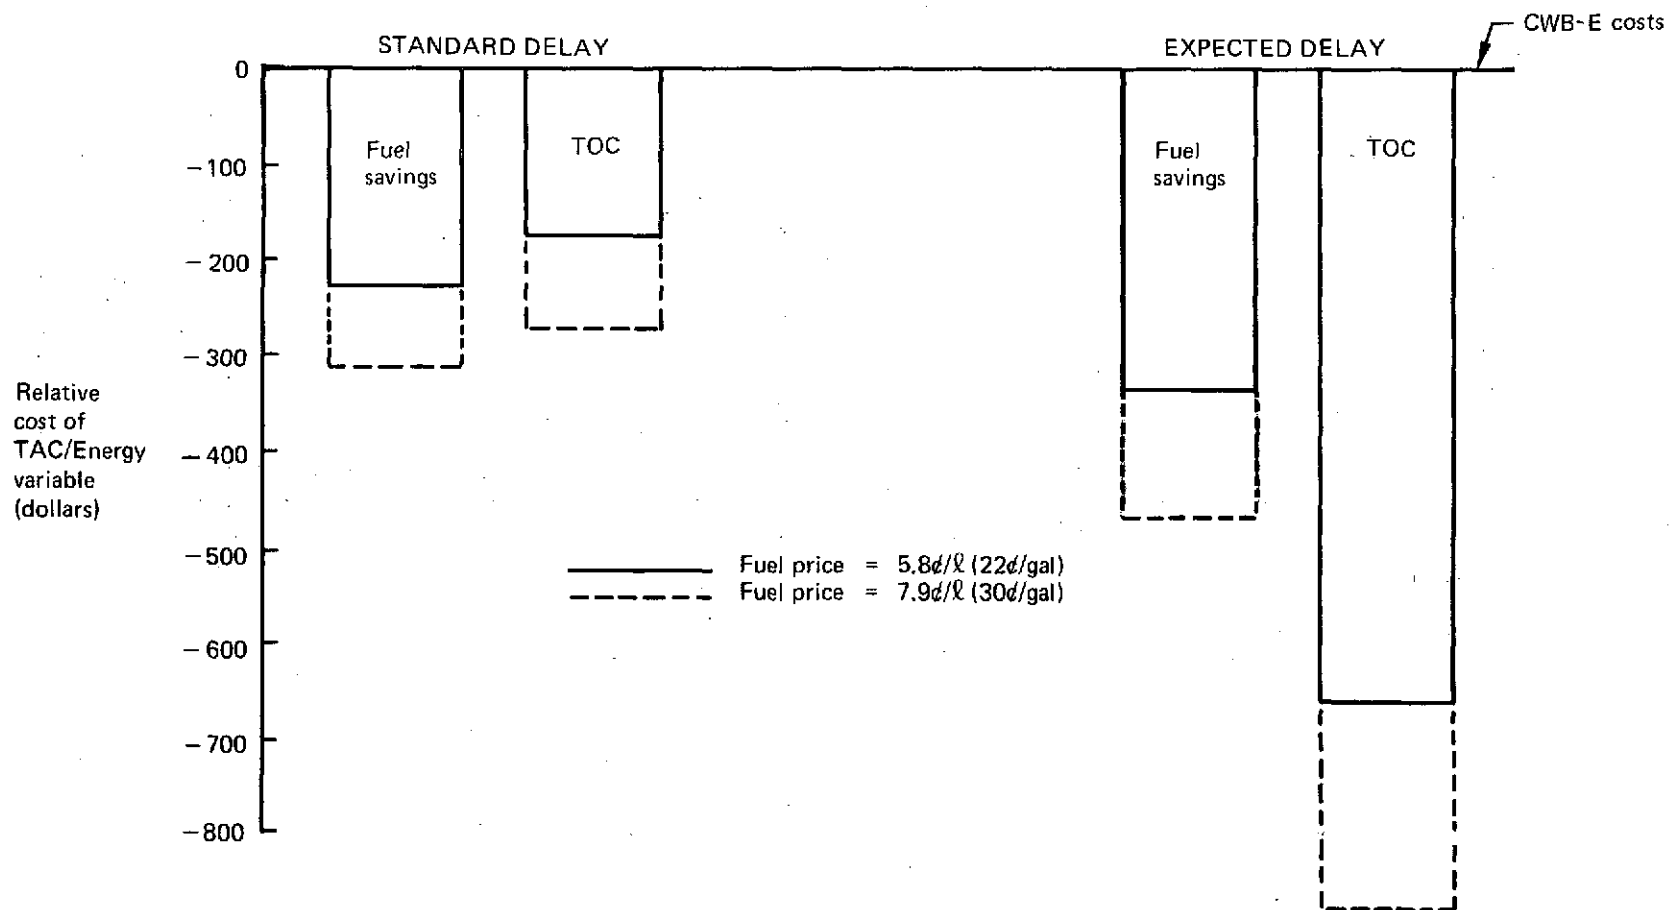 CWB-E costs
STANDARD DELAY
EXPECTED DELAY
0
Fuel
savings
TOC
Fuel
savings
TOC
-100
-200
-300
Relative
cost of
TAC/Energy
variable
(dollars)
-400
-500
-600
-700
-800
Fuel price = 5.8¢/ℓ (22¢/gal)
Fuel price = 7.9¢/ℓ (30¢/gal)